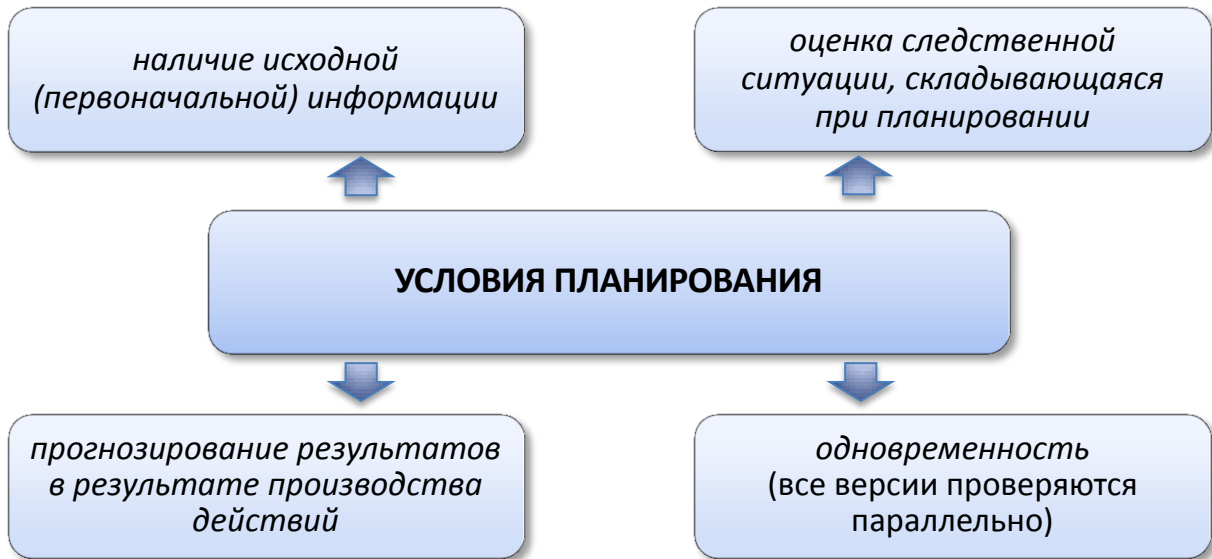 наличие исходной
(первоначальной) информации
оценка следственной
ситуации, складывающаяся
при планировании
УСЛОВИЯ ПЛАНИРОВАНИЯ
прогнозирование результатов
в результате производства
действий
одновременность
(все версии проверяются
параллельно)